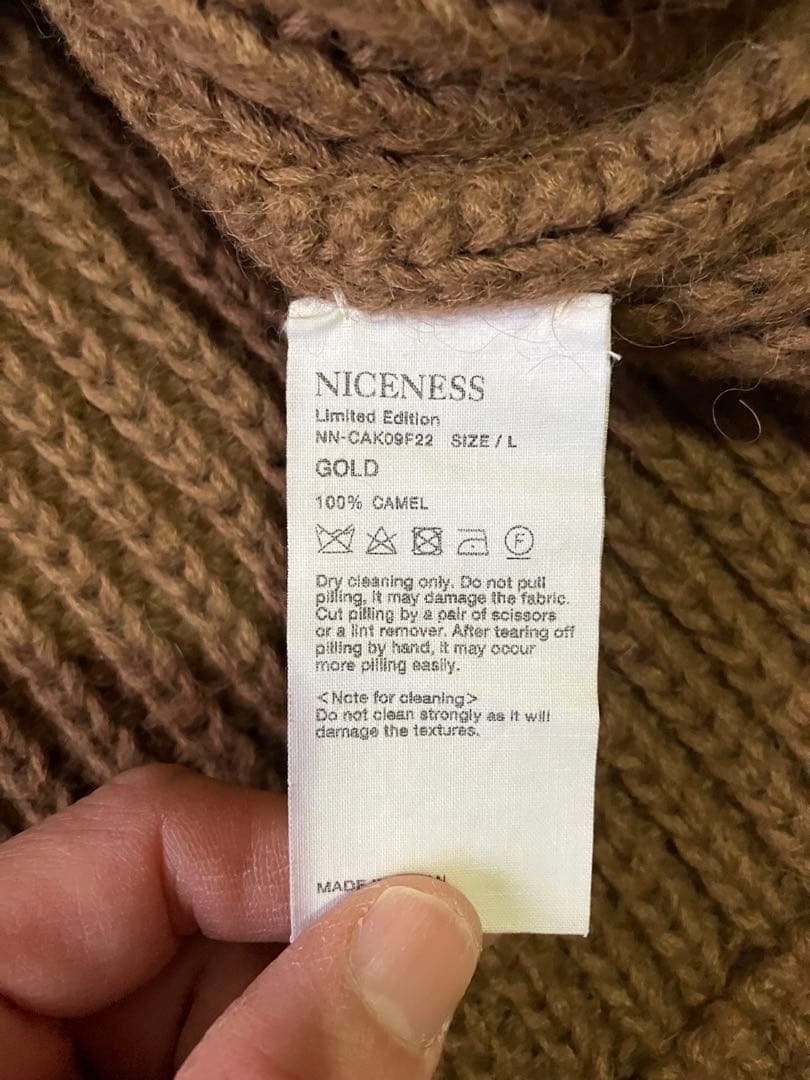 NICENESS
Limited Edition
NN-CAK09F22 SIZE / L
GOLD
100% CAMEL
F
Dry cleaning only. Do not pull
pilling, it may damage the fabric.
Cut pilling by a pair of scissors
or a lint remover. After tearing off
pilling by hand, it may occur
more pilling easily.
<Note for cleaning>
Do not clean strongly as it will
damage the textures.
MADE